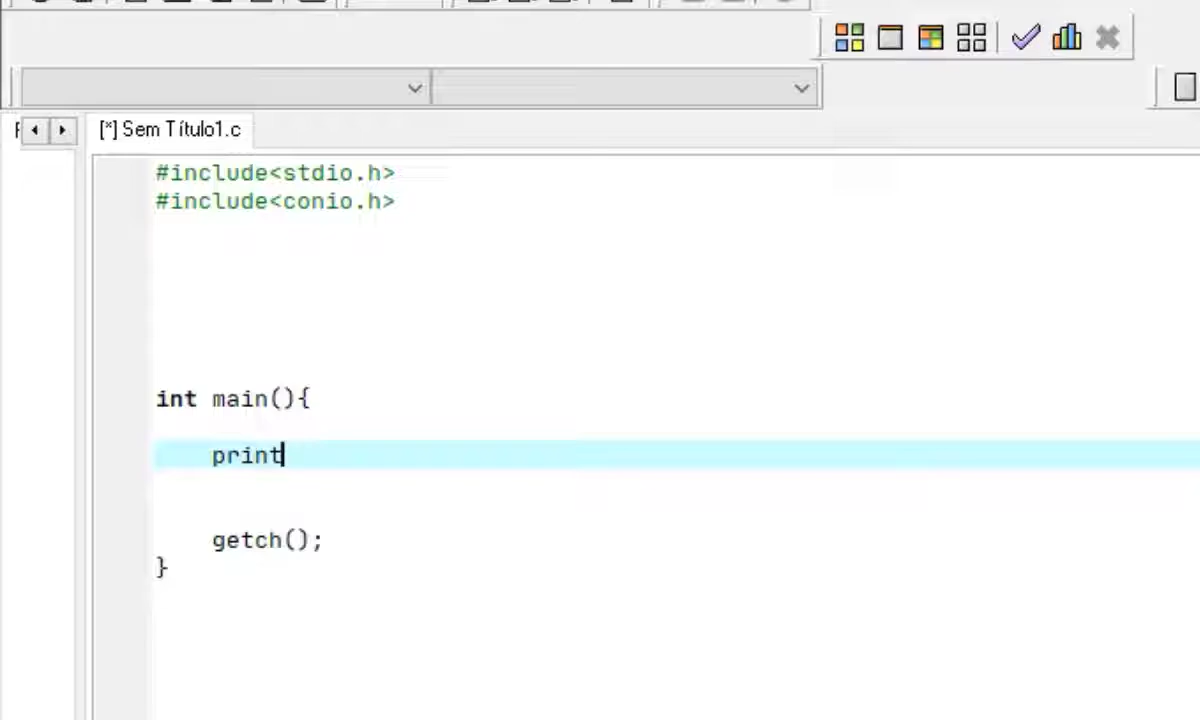 [*] Sem Título1.c
#include<stdio.h>
#include<conio.h>
int main(){
print
getch();
}